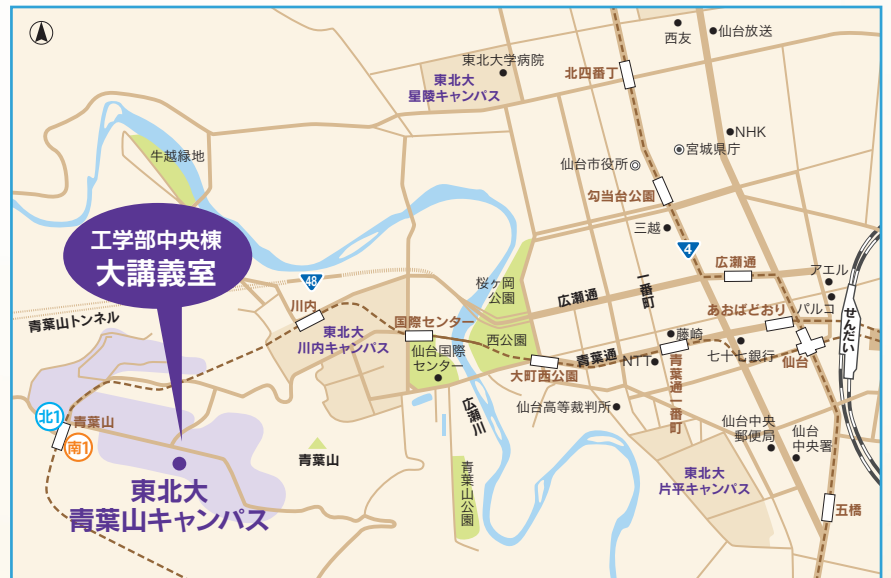 西友
仙台放送
東北大学病院
北四番丁
東北大
星陵キャンパス
NHK
牛越緑地
仙台市役所
宮城県庁
勾当台公園
三越
工学部中央棟
大講義室
4
広瀬通
48
桜ヶ岡
公園
広瀬通
一番町
アエル
あおばどおり
パルコ
せんだい
青葉山トンネル
川内
東北大
川内キャンパス
国際センター
西公園
藤崎
仙台国際
センター
大町西公園
青葉通
NTT
青葉通一番町
七十七銀行
仙台
北1
青葉山
南1
広瀬川
仙台高等裁判所
仙台中央
郵便局
仙台
中央署
青葉山
青葉山公園
東北大
片平キャンパス
東北大
青葉山キャンパス
五橋